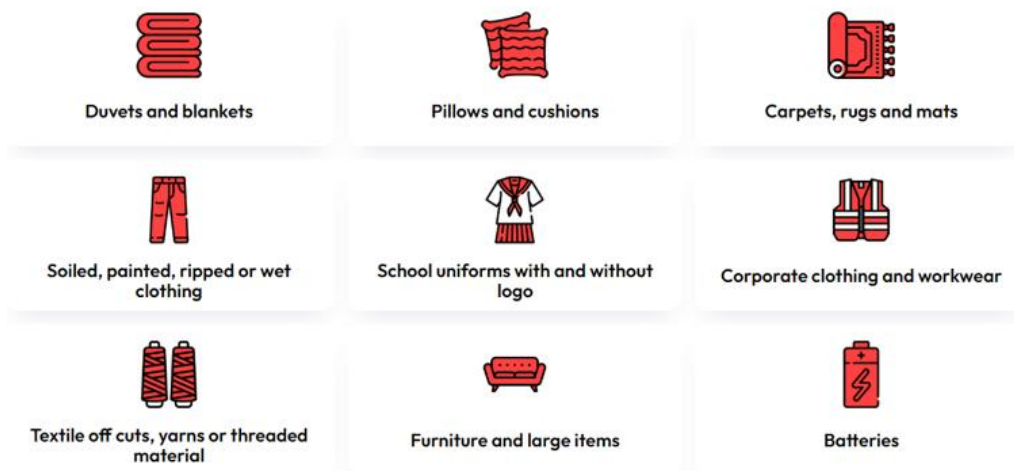 Duvets and blankets
Pillows and cushions
Carpets, rugs and mats
Soiled, painted, ripped or wet
clothing
School uniforms with and without
logo
Corporate clothing and workwear
Textile off cuts, yarns or threaded
material
Furniture and large items
Batteries